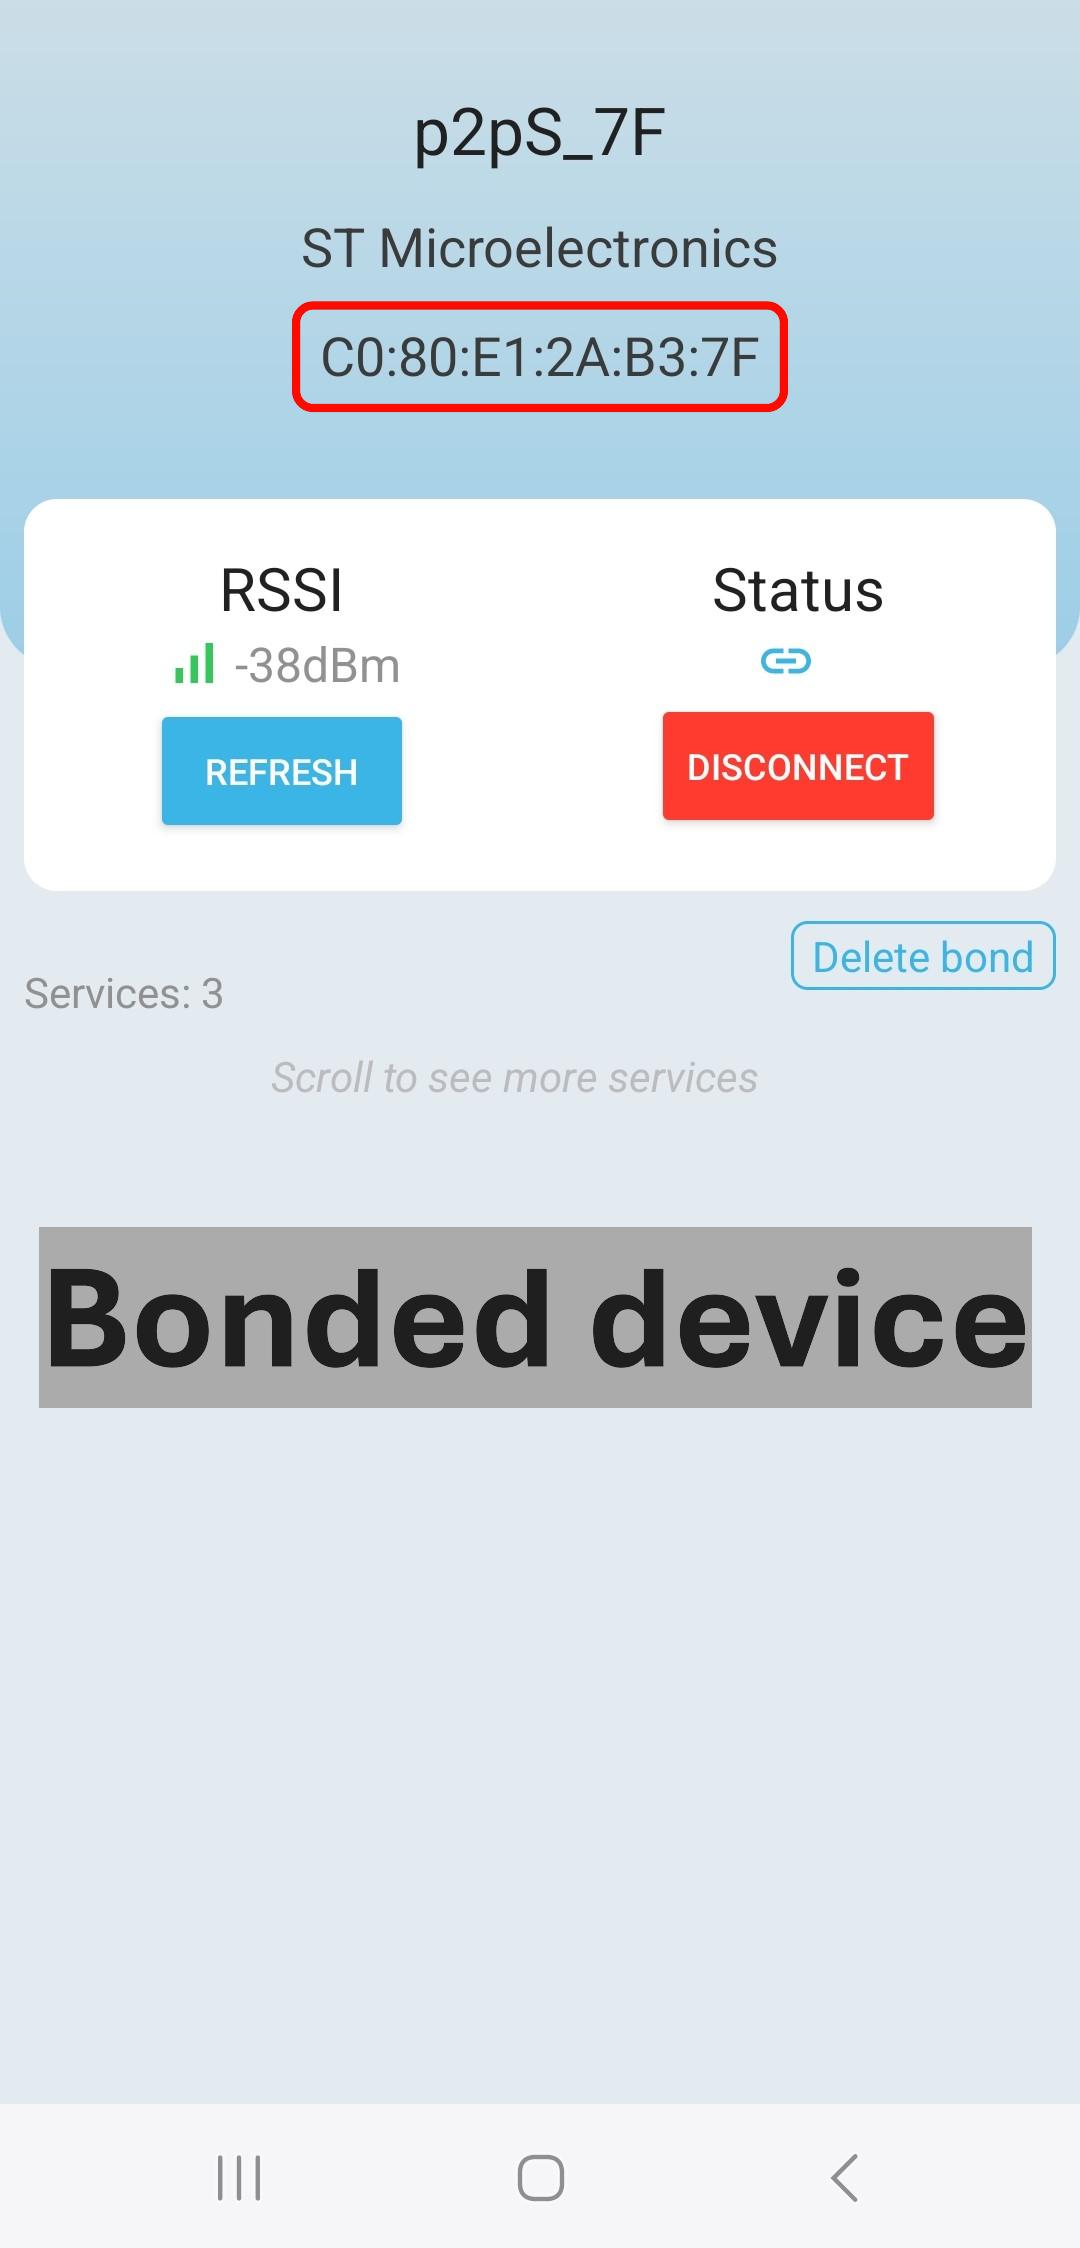 p2pS_7F
ST Microelectronics
C0:80:E1:2A:B3:7F
RSSI
Status
-38dBm
REFRESH
DISCONNECT
Delete bond
Services: 3
Scroll to see more services
Bonded device